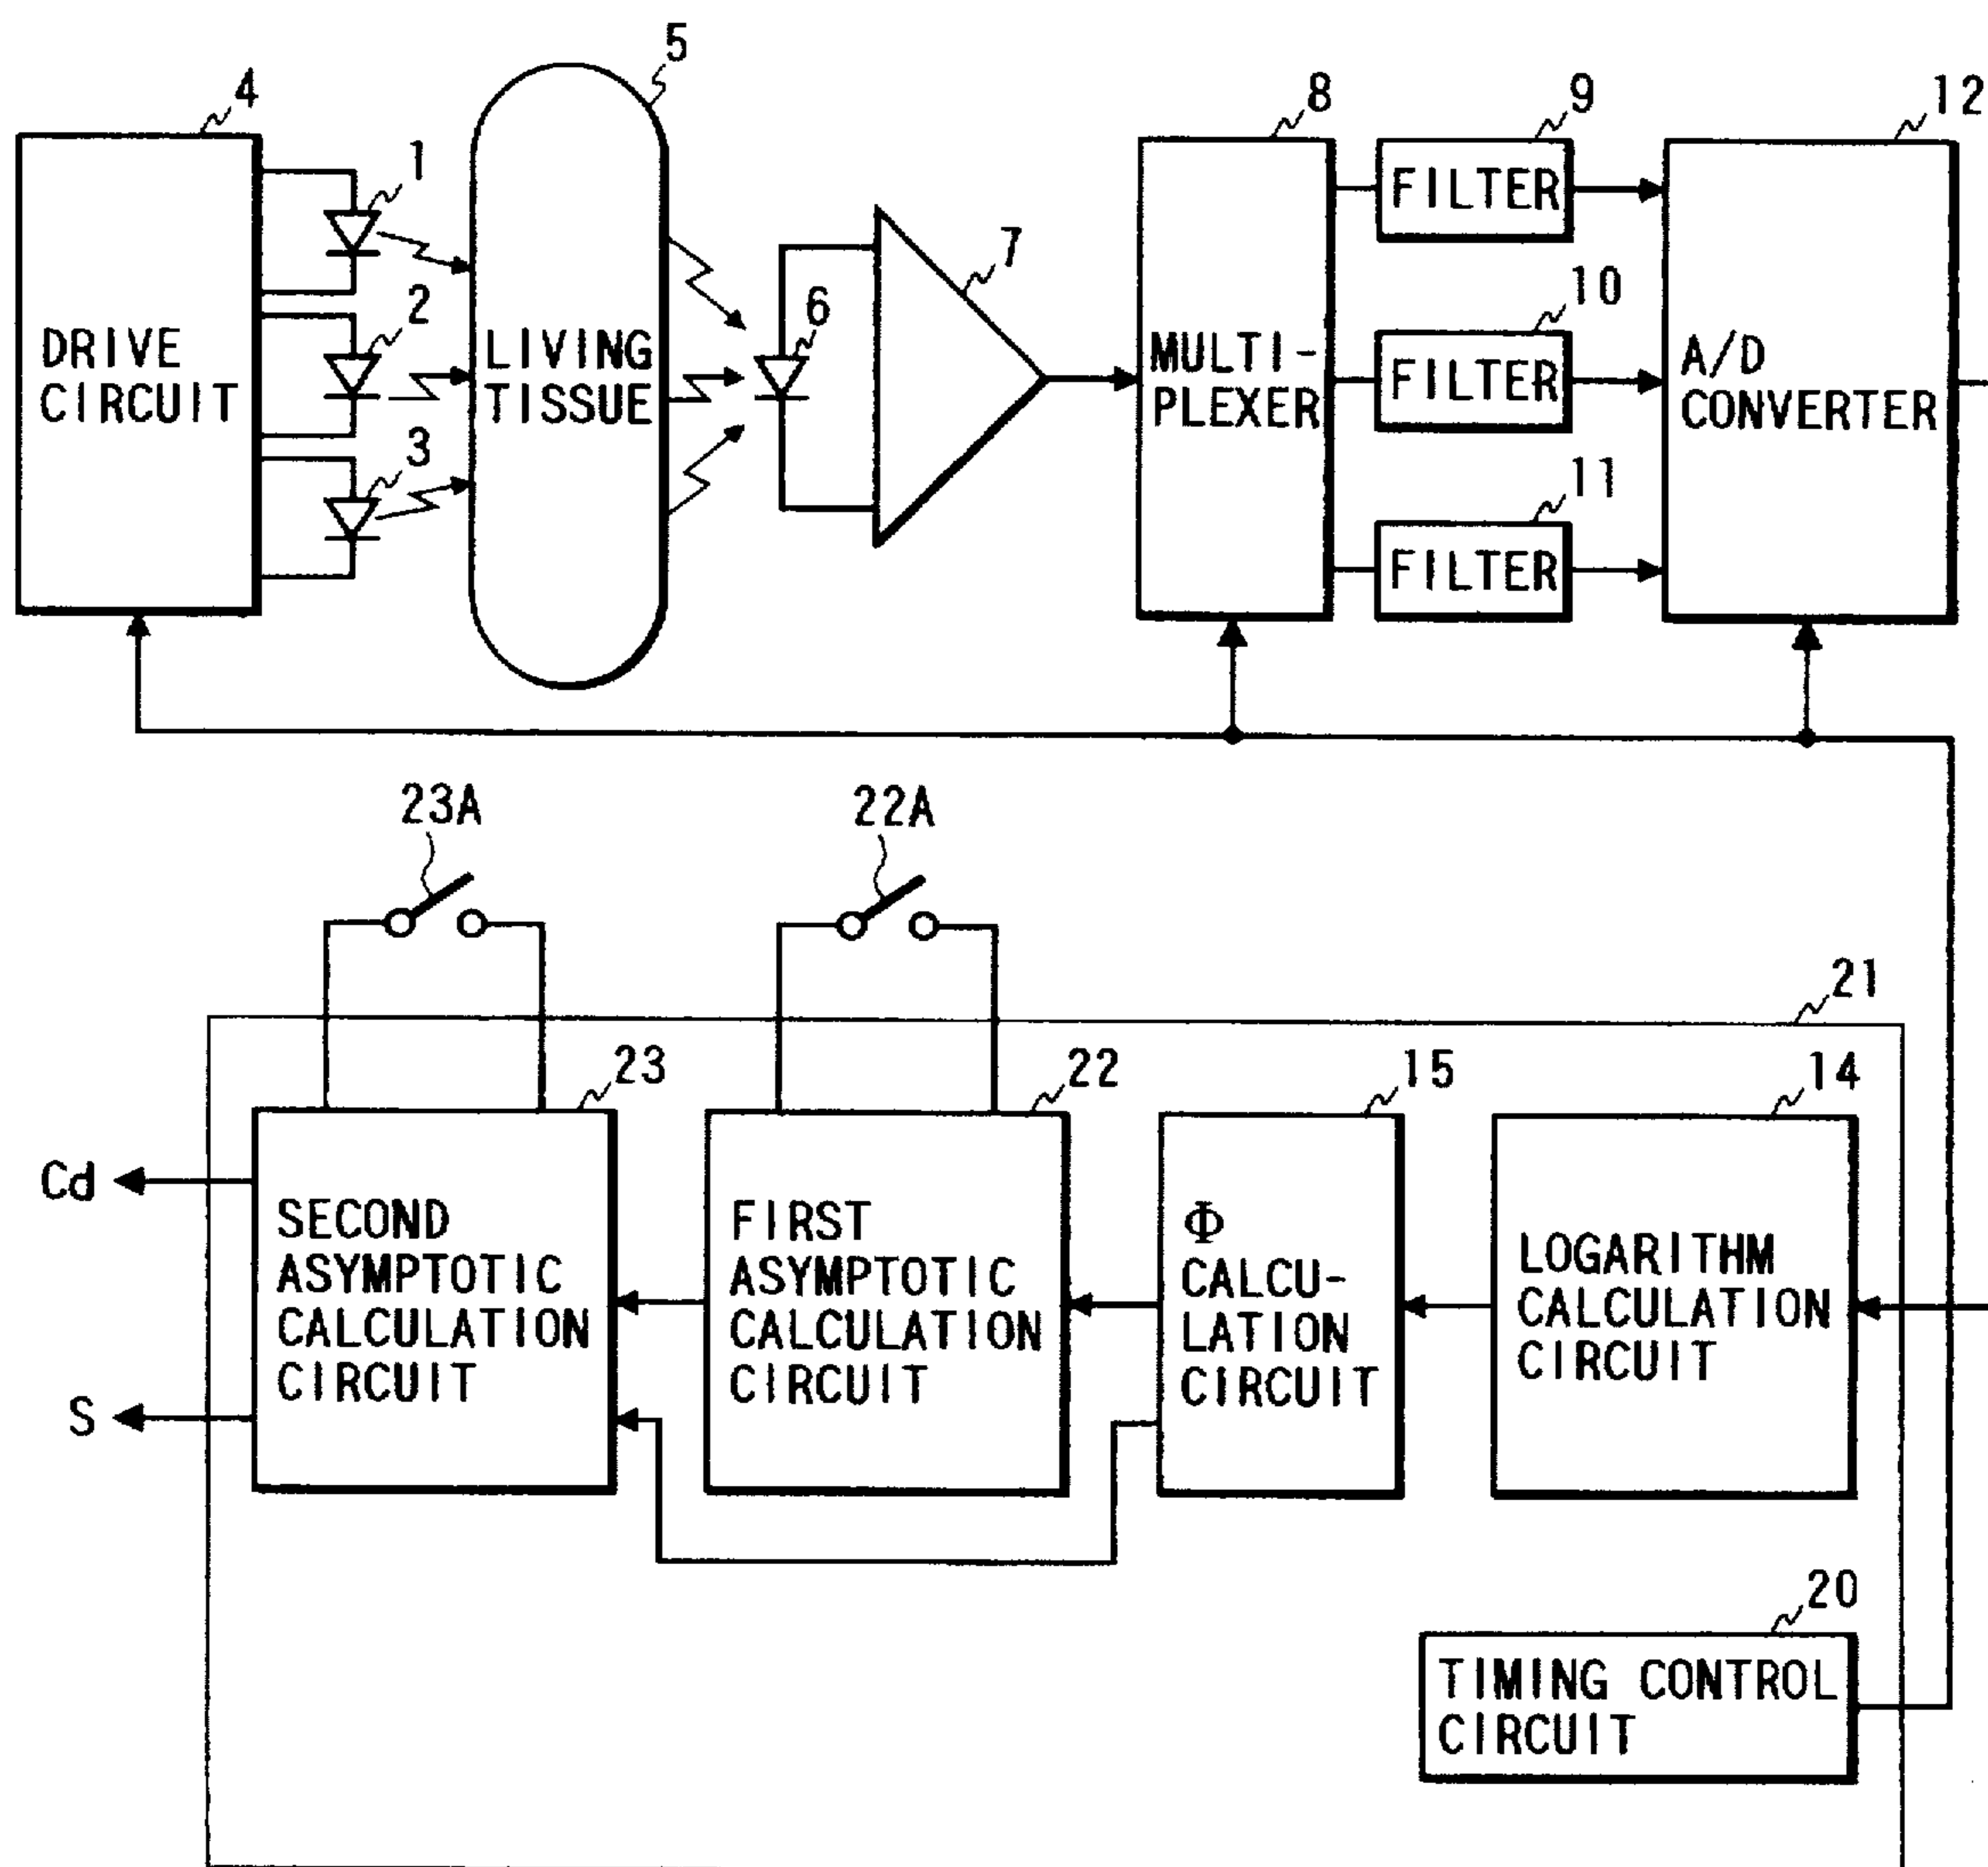 5
4
8
9
12
1
FILTER
7
2
6
10
DRIVE
CIRCUIT
LIVING
TISSUE
MULTI-
PLEXER
FILTER
A/D
CONVERTER
3
11
FILTER
23A
22A
21
23
22
15
14
Cd
S
SECOND
ASYMPTOTIC
CALCULATION
CIRCUIT
FIRST
ASYMPTOTIC
CALCULATION
CIRCUIT
Φ
CALCU-
LATION
CIRCUIT
LOGARITHM
CALCULATION
CIRCUIT
20
TIMING CONTROL
CIRCUIT